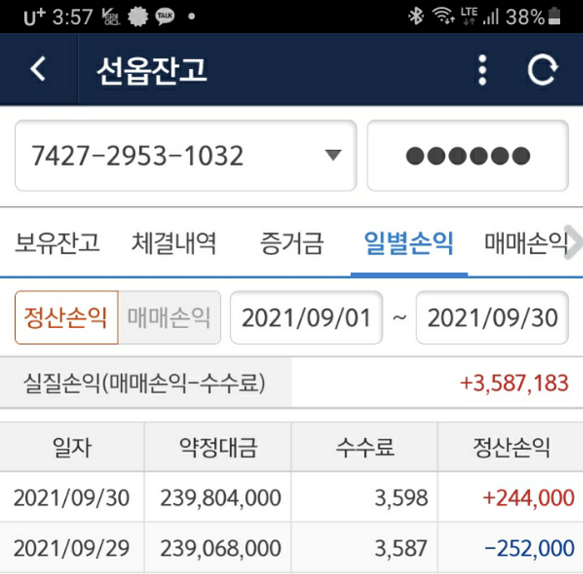 U+ 3:57 TALK LTE 38%
선옵잔고
7427-2953-1032 ●●●●●●
보유잔고 체결내역 증거금 일별손익 매매손익
정산손익 매매손익 2021/09/01 ~ 2021/09/30
실질손익(매매손익-수수료) +3,587,183
일자 약정대금 수수료 정산손익
2021/09/30 239,804,000 3,598 +244,000
2021/09/29 239,068,000 3,587 -252,000